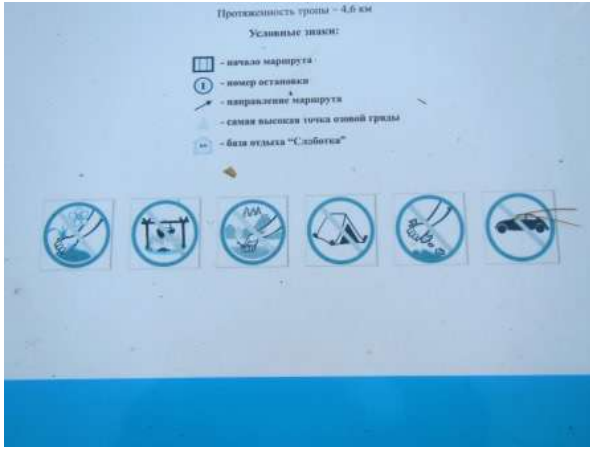 Протяженность тропы – 4,6 км
Условные знаки:
- начало маршрута
1 - номер остановки
- направление маршрута
- самая высокая точка озовой гряды
- база отдыха “Слободка”